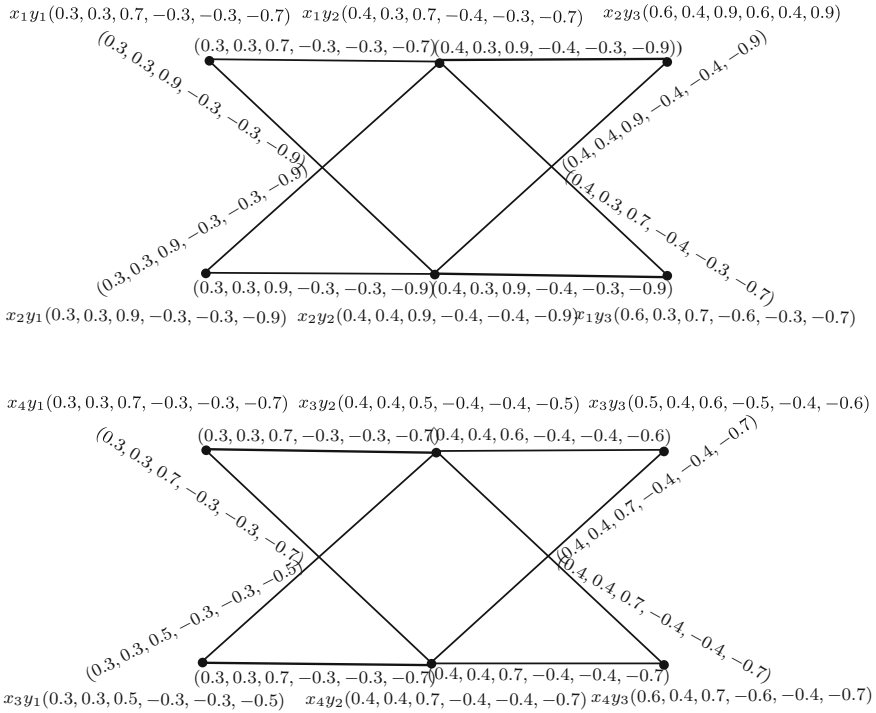 x₁y₁(0.3, 0.3, 0.7, −0.3, −0.3, −0.7) x₁y₂(0.4, 0.3, 0.7, −0.4, −0.3, −0.7) x₂y₃(0.6, 0.4, 0.9, 0.6, 0.4, 0.9)
(0.3, 0.3, 0.7, −0.3, −0.3, −0.7) (0.4, 0.3, 0.9, −0.4, −0.3, −0.9))
(0.3, 0.3, 0.9, −0.3, −0.3, −0.9)
(0.4, 0.4, 0.9, −0.4, −0.4, −0.9)
(0.3, 0.3, 0.9, −0.3, −0.3, −0.9)
(0.4, 0.3, 0.7, −0.4, −0.3, −0.7)
(0.3, 0.3, 0.9, −0.3, −0.3, −0.9) (0.4, 0.3, 0.9, −0.4, −0.3, −0.9)
x₂y₁(0.3, 0.3, 0.9, −0.3, −0.3, −0.9) x₂y₂(0.4, 0.4, 0.9, −0.4, −0.4, −0.9) x₁y₃(0.6, 0.3, 0.7, −0.6, −0.3, −0.7)
x₄y₁(0.3, 0.3, 0.7, −0.3, −0.3, −0.7) x₃y₂(0.4, 0.4, 0.5, −0.4, −0.4, −0.5) x₃y₃(0.5, 0.4, 0.6, −0.5, −0.4, −0.6)
(0.3, 0.3, 0.7, −0.3, −0.3, −0.7) (0.4, 0.4, 0.6, −0.4, −0.4, −0.6)
(0.3, 0.3, 0.7, −0.3, −0.3, −0.7)
(0.4, 0.4, 0.7, −0.4, −0.4, −0.7)
(0.3, 0.3, 0.5, −0.3, −0.3, −0.5)
(0.4, 0.4, 0.7, −0.4, −0.4, −0.7)
(0.3, 0.3, 0.7, −0.3, −0.3, −0.7) (0.4, 0.4, 0.7, −0.4, −0.4, −0.7)
x₃y₁(0.3, 0.3, 0.5, −0.3, −0.3, −0.5) x₄y₂(0.4, 0.4, 0.7, −0.4, −0.4, −0.7) x₄y₃(0.6, 0.4, 0.7, −0.6, −0.4, −0.7)